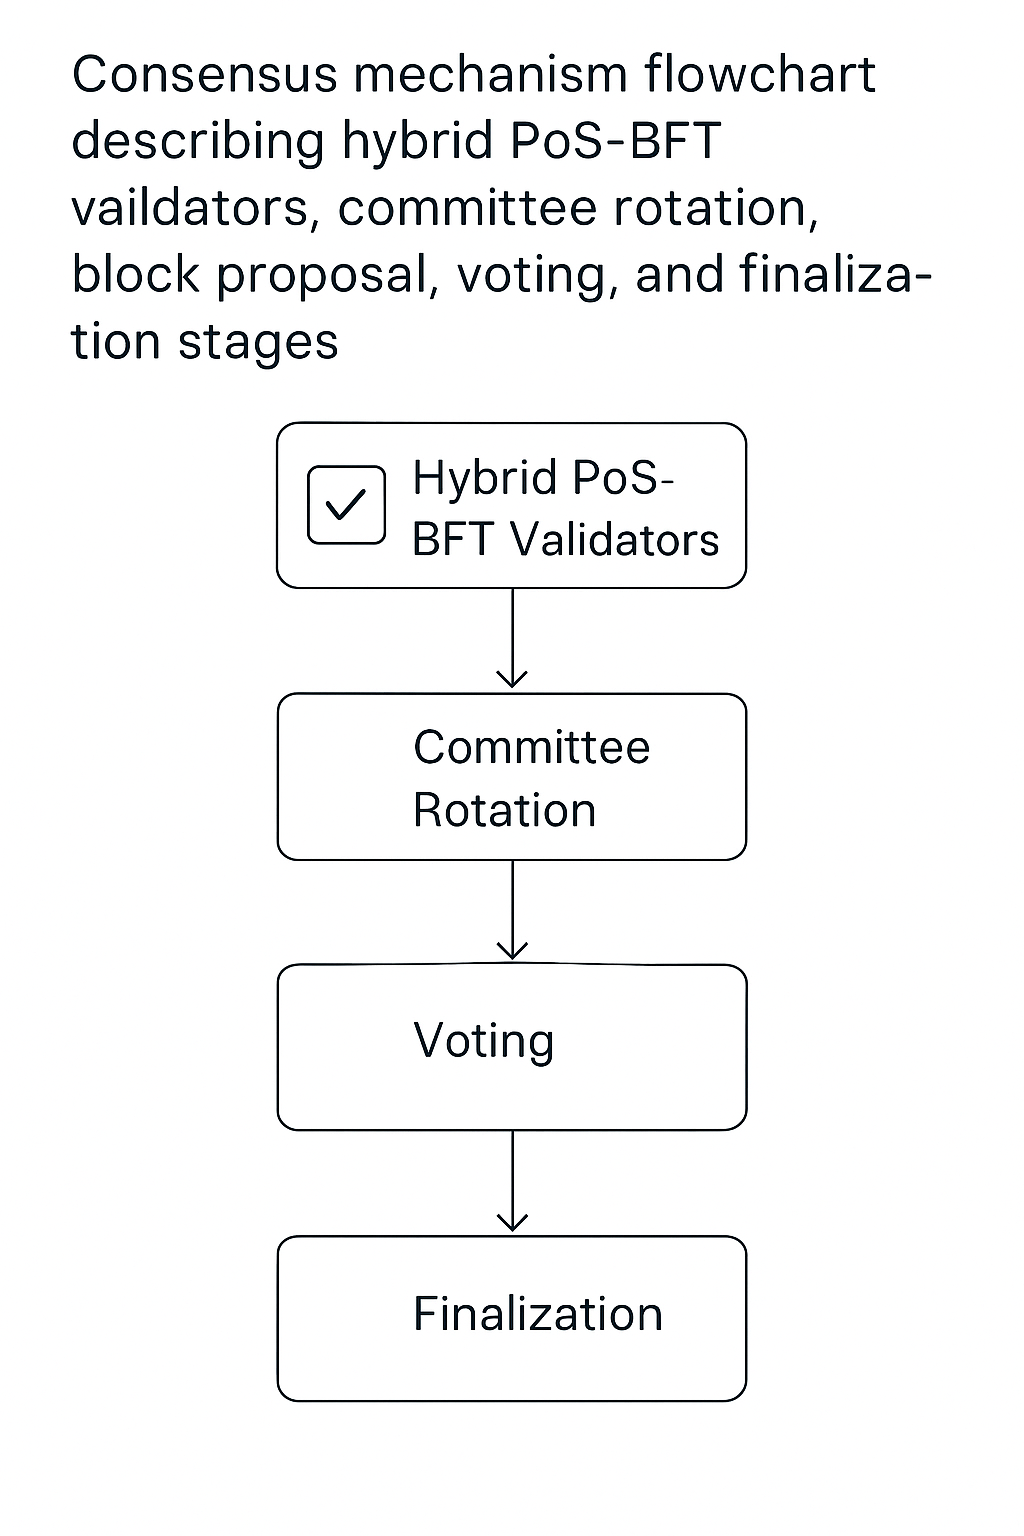 Consensus mechanism flowchart
describing hybrid PoS-BFT
vaildators, committee rotation,
block proposal, voting, and finaliza-
tion stages
Hybrid PoS-
BFT Validators
Committee
Rotation
Voting
Finalization